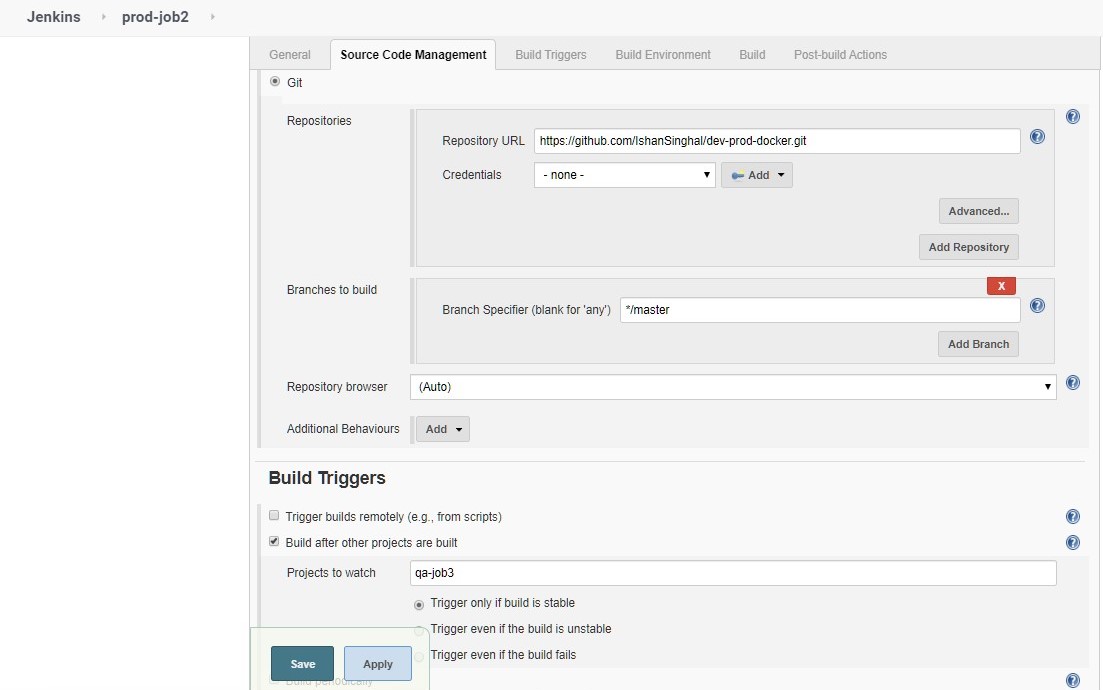 Jenkins prod-job2
General Source Code Management Build Triggers Build Environment Build Post-build Actions
Git
Repositories
Repository URL https://github.com/IshanSinghal/dev-prod-docker.git
Credentials - none - Add
Advanced...
Add Repository
Branches to build
X
Branch Specifier (blank for 'any') */master
Add Branch
Repository browser (Auto)
Additional Behaviours Add
Build Triggers
Trigger builds remotely (e.g., from scripts)
Build after other projects are built
Projects to watch qa-job3
Trigger only if build is stable
Trigger even if the build is unstable
Trigger even if the build fails
Save Apply
Build periodically